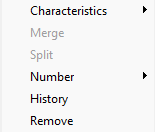 Characteristics
Merge
Split
Number
History
Remove